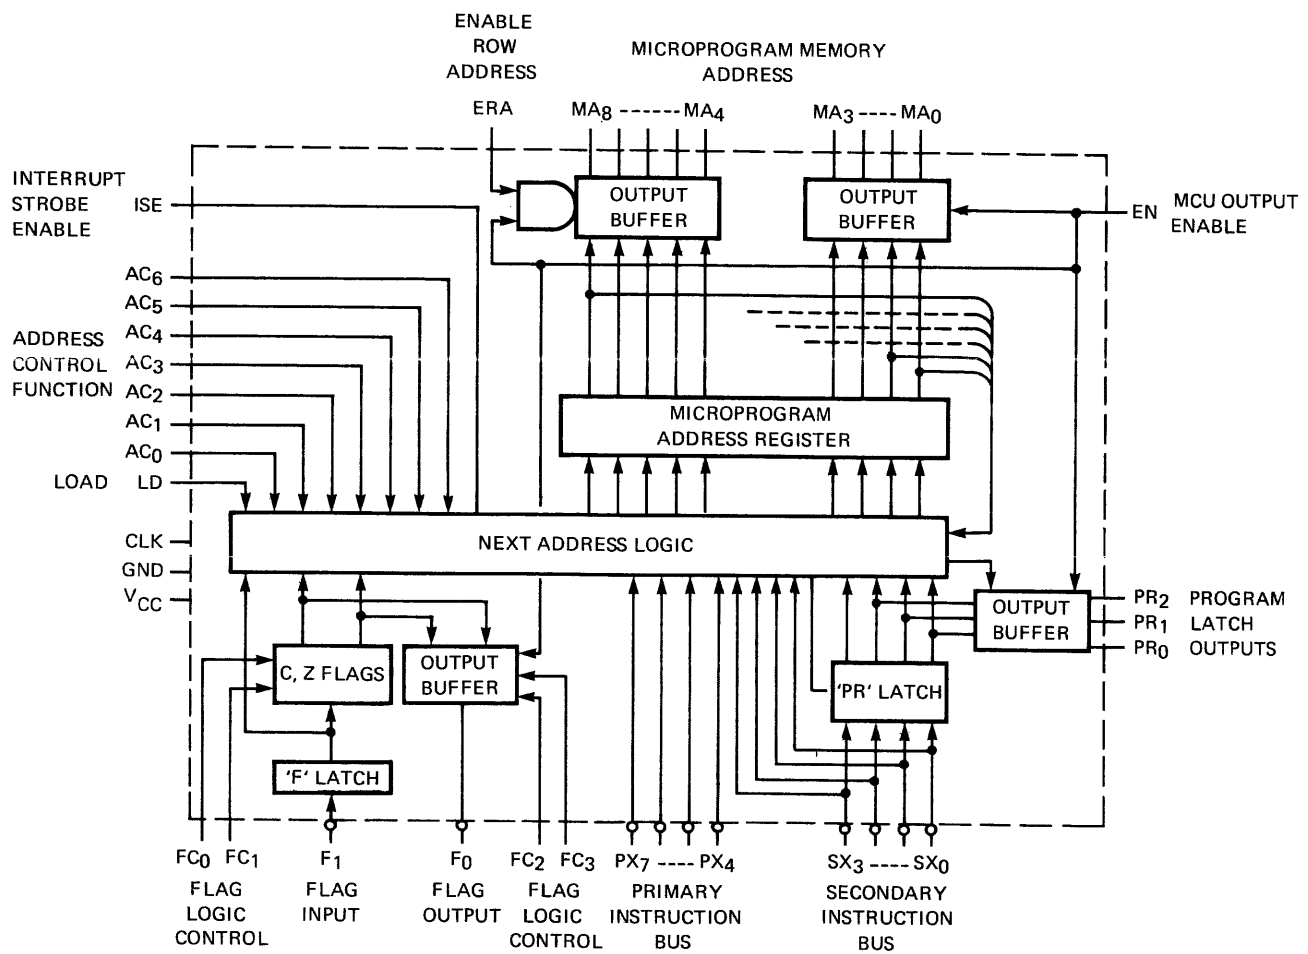 ENABLE
ROW
ADDRESS
MICROPROGRAM MEMORY
ADDRESS
ERA
MA8 ------- MA4
MA3 ----- MA0
INTERRUPT
STROBE
ENABLE
ISE
OUTPUT
BUFFER
OUTPUT
BUFFER
EN
MCU OUTPUT
ENABLE
AC6
AC5
AC4
ADDRESS
CONTROL
FUNCTION
AC3
AC2
AC1
AC0
LOAD LD
MICROPROGRAM
ADDRESS REGISTER
CLK
GND
VCC
NEXT ADDRESS LOGIC
OUTPUT
BUFFER
PR2 PROGRAM
PR1 LATCH
PR0 OUTPUTS
C, Z FLAGS
OUTPUT
BUFFER
'PR' LATCH
'F' LATCH
FC0 FC1
FLAG
LOGIC
CONTROL
F1
FLAG
INPUT
F0
FLAG
OUTPUT
FC2 FC3
FLAG
LOGIC
CONTROL
PX7 ---- PX4
PRIMARY
INSTRUCTION
BUS
SX3 ----- SX0
SECONDARY
INSTRUCTION
BUS